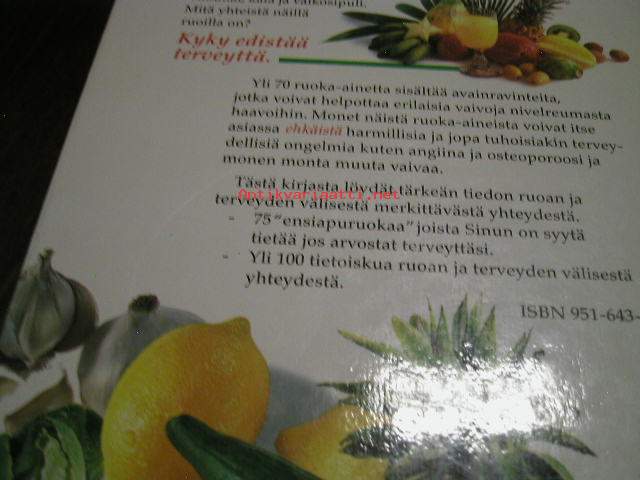 kala ja valkosipuli.
Mitä yhteistä näillä
ruoilla on?
Kyky edistää
terveyttä.
Yli 70 ruoka-ainetta sisältää avainravinteita,
jotka voivat helpottaa erilaisia vaivoja nivelreumasta
haavoihin. Monet näistä ruoka-aineista voivat itse
asiassa ehkäistä harmillisia ja jopa tuhoisiakin tervey-
dellisiä ongelmia kuten angiina ja osteoporoosi ja
monen monta muuta vaivaa.
Tästä kirjasta löydät tärkeän tiedon ruoan ja
Antikvariaatti.net
terveyden välisestä merkittävästä yhteydestä.
- 75 "ensiapuruokaa" joista Sinun on syytä
tietää jos arvostat terveyttäsi.
- Yli 100 tietoiskua ruoan ja terveyden välisestä
yhteydestä.
ISBN 951-643-